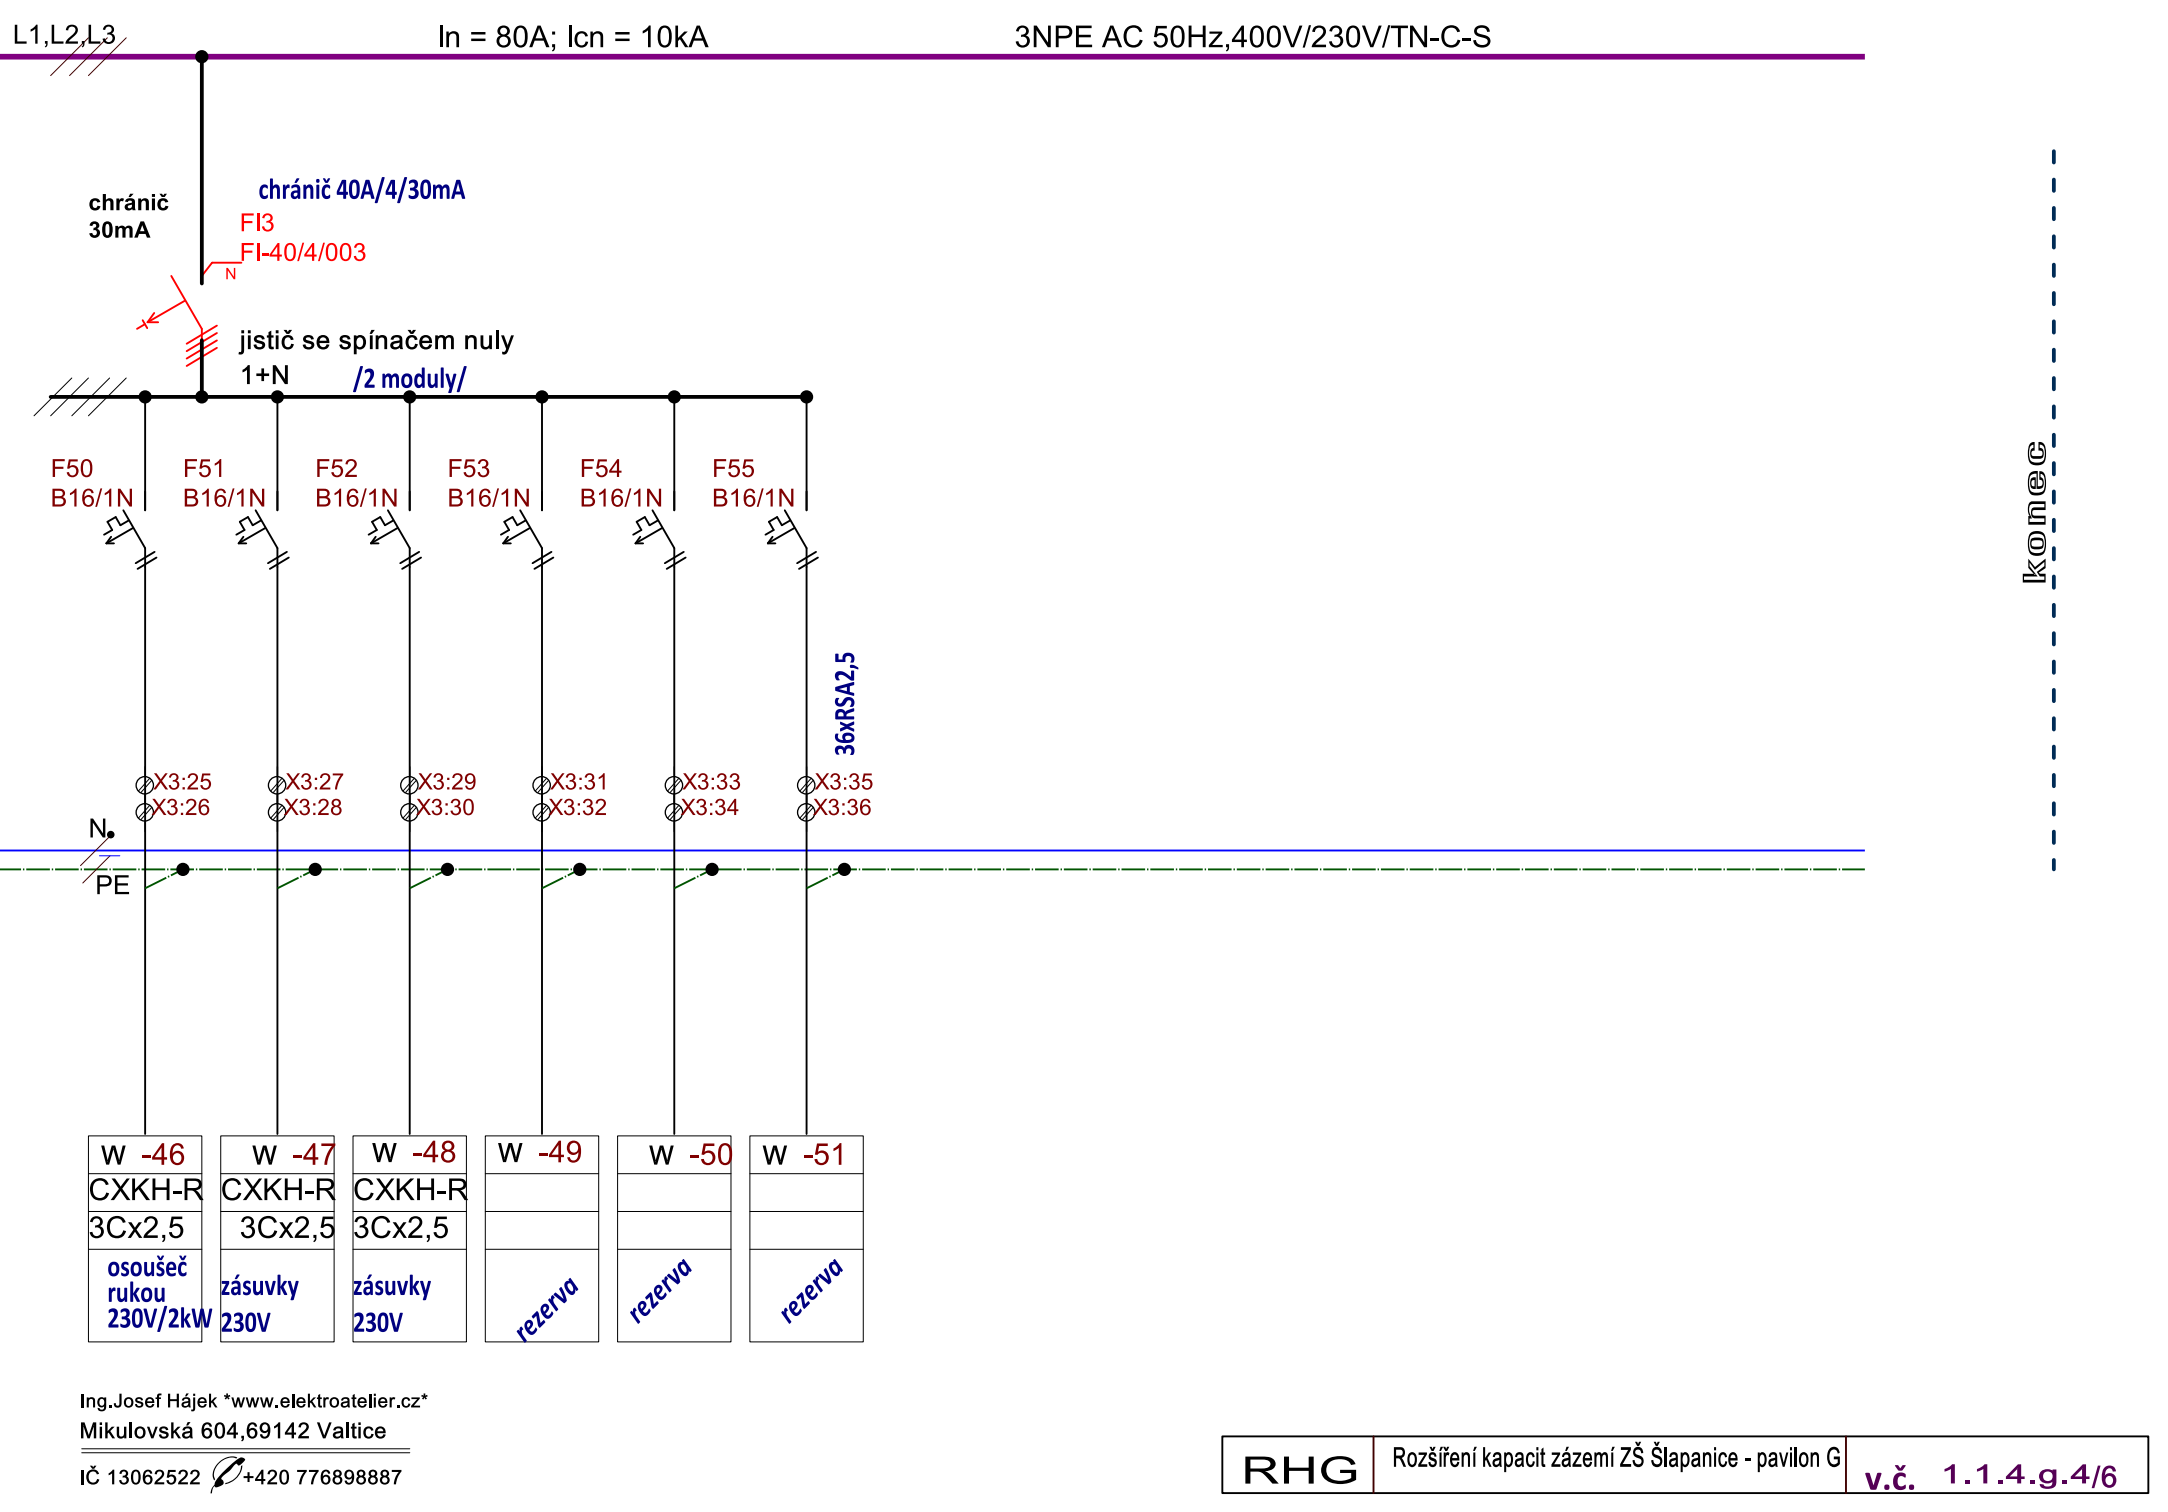 L1,L2,L3
In = 80A; Icn = 10kA
3NPE AC 50Hz,400V/230V/TN-C-S
chránič
30mA
chránič 40A/4/30mA
FI3
FI-40/4/003
N
jistič se spínačem nuly
1+N
/2 moduly/
F50
B16/1N
F51
B16/1N
F52
B16/1N
F53
B16/1N
F54
B16/1N
F55
B16/1N
konec
36xRSA2,5
X3:25
X3:26
X3:27
X3:28
X3:29
X3:30
X3:31
X3:32
X3:33
X3:34
X3:35
X3:36
N
PE
W -46
CXKH-R
3Cx2,5
osoušeč
rukou
230V/2kW
W -47
CXKH-R
3Cx2,5
zásuvky
230V
W -48
CXKH-R
3Cx2,5
zásuvky
230V
W -49
rezerva
W -50
rezerva
W -51
rezerva
Ing.Josef Hájek *www.elektroatelier.cz*
Mikulovská 604,69142 Valtice
IČ 13062522 +420 776898887
RHG
Rozšíření kapacit zázemí ZŠ Šlapanice - pavilon G
v.č. 1.1.4.g.4/6